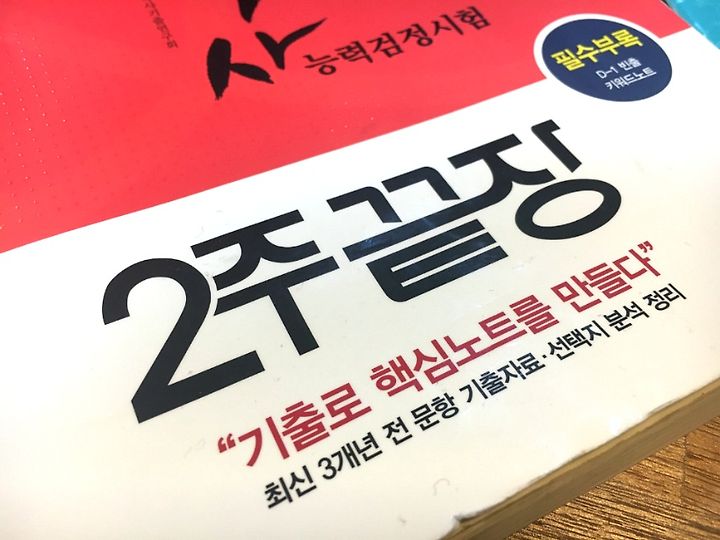 사
능력검정시험
필수부록
D-1 빈출
키워드노트
2주끝장
“기출로 핵심노트를 만들다”
최신 3개년 전 문항 기출자료·선택지 분석 정리